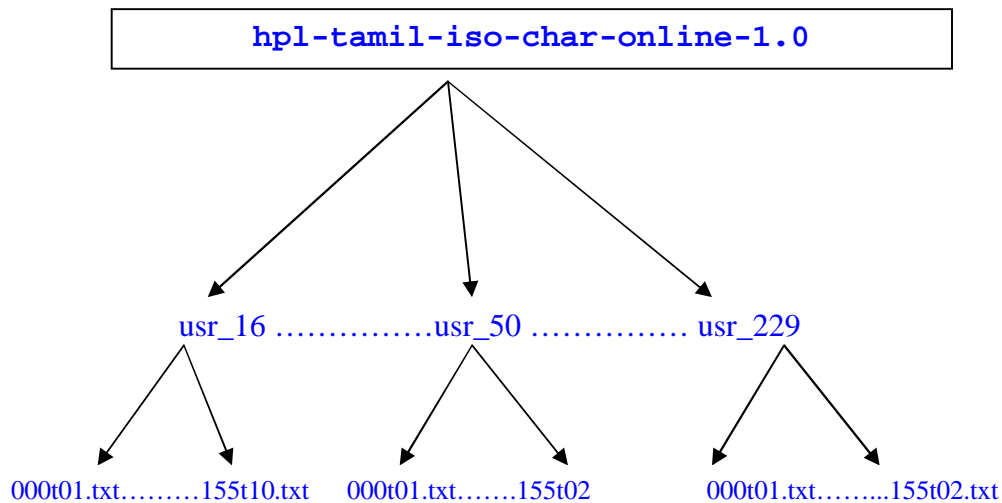 hpl-tamil-iso-char-online-1.0
usr_16 ……………usr_50 …………… usr_229
000t01.txt………155t10.txt 000t01.txt…….155t02 000t01.txt……...155t02.txt